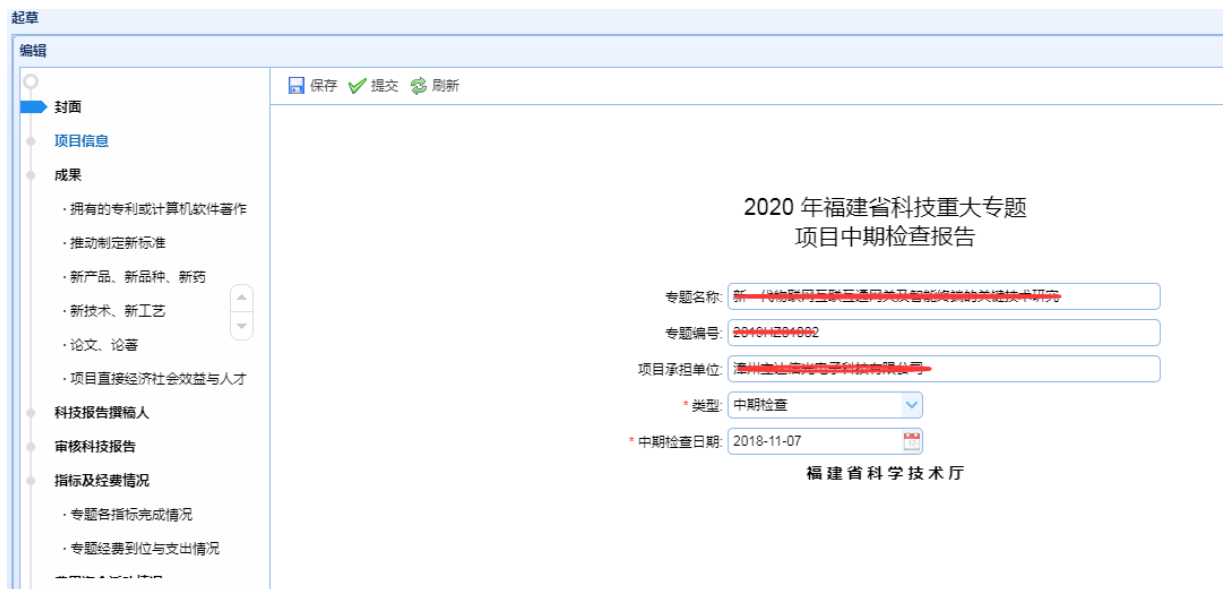 起草
编辑
封面
项目信息
成果
·拥有的专利或计算机软件著作
·推动制定新标准
·新产品、新品种、新药
·新技术、新工艺
·论文、论著
·项目直接经济社会效益与人才
科技报告撰稿人
审核科技报告
指标及经费情况
·专题各指标完成情况
·专题经费到位与支出情况
保存 提交 刷新
2020 年福建省科技重大专题
项目中期检查报告
专题名称:
专题编号:
项目承担单位:
* 类型: 中期检查
* 中期检查日期: 2018-11-07
福建省科学技术厅